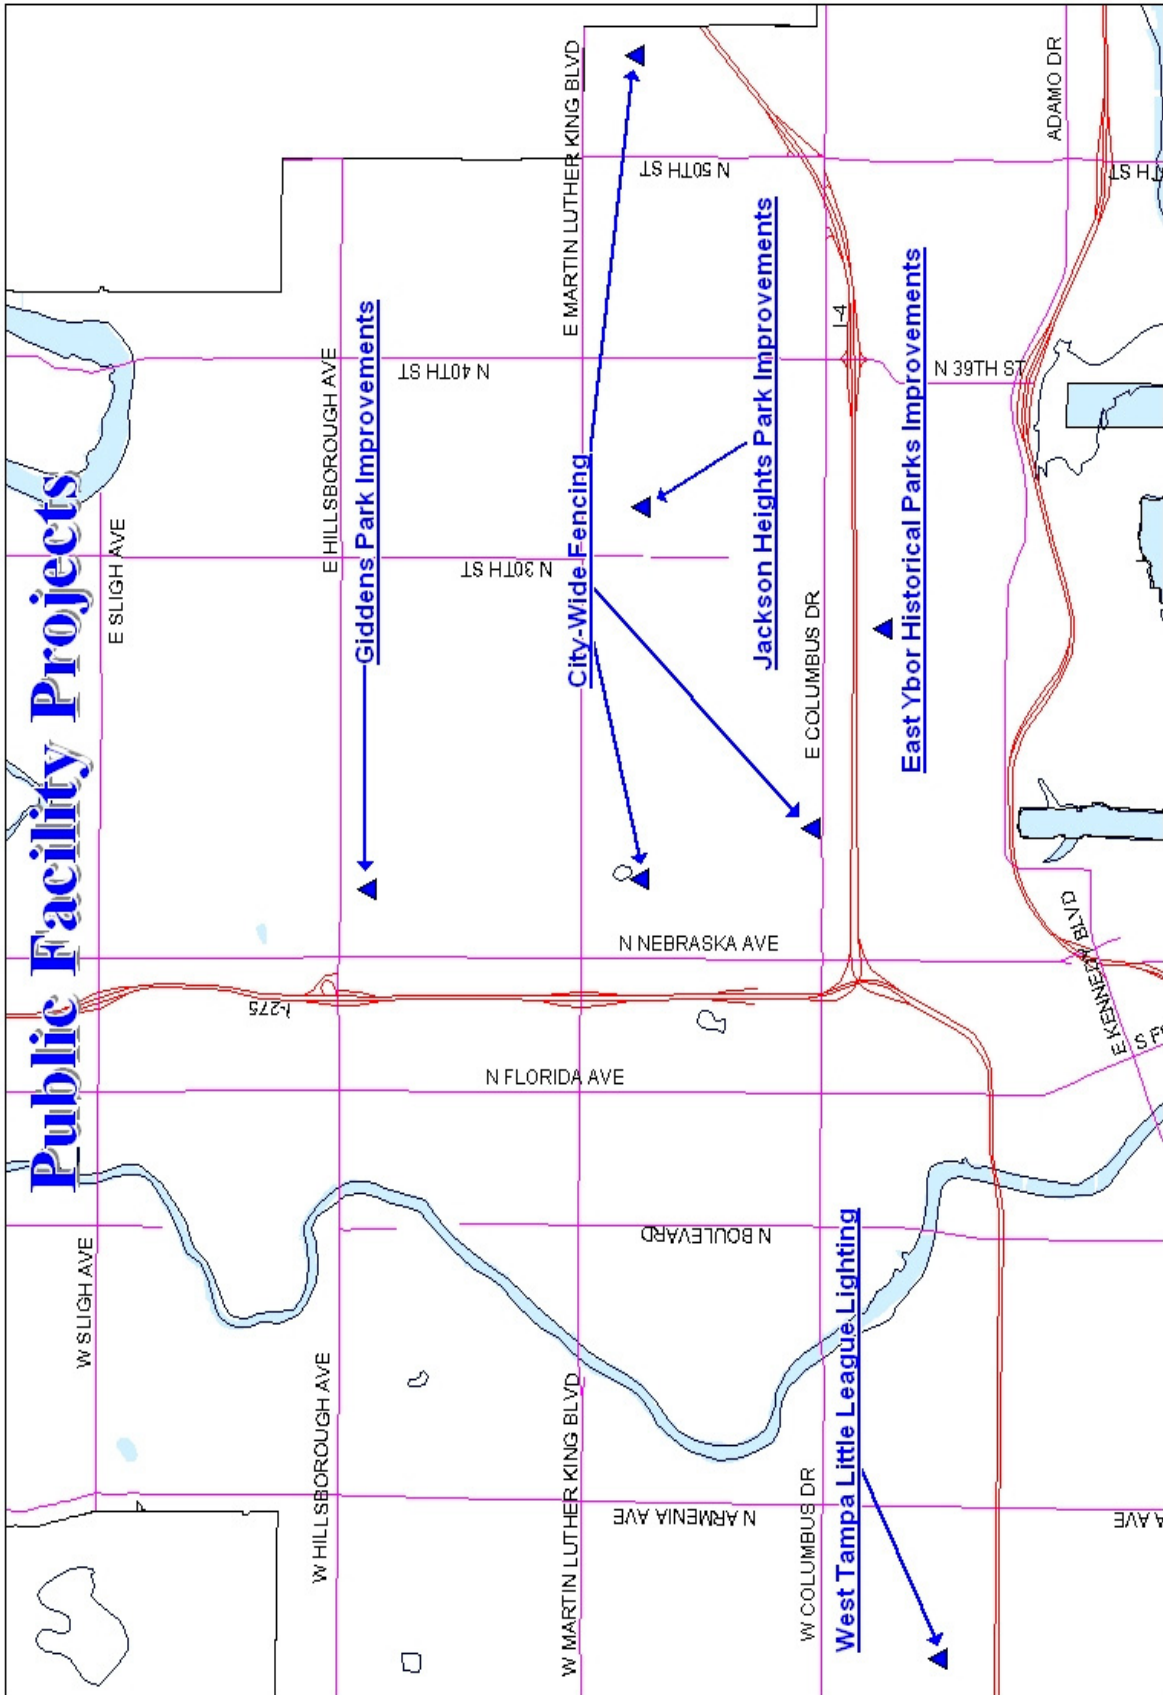 Public Facility Projects
E SLIGH AVE
W SLIGH AVE
E HILLSBOROUGH AVE
W HILLSBOROUGH AVE
Giddens Park Improvements
N 40TH ST
N 30TH ST
I-275
N FLORIDA AVE
E MARTIN LUTHER KING BLVD
W MARTIN LUTHER KING BLVD
City-Wide Fencing
N 50TH ST
N NEBRASKA AVE
N BOULEVARD
N ARMENIA AVE
Jackson Heights Park Improvements
E COLUMBUS DR
W COLUMBUS DR
I-4
West Tampa Little League Lighting
East Ybor Historical Parks Improvements
N 39TH ST
ADAMO DR
E KENNEDY BLVD
TH ST
A AVE